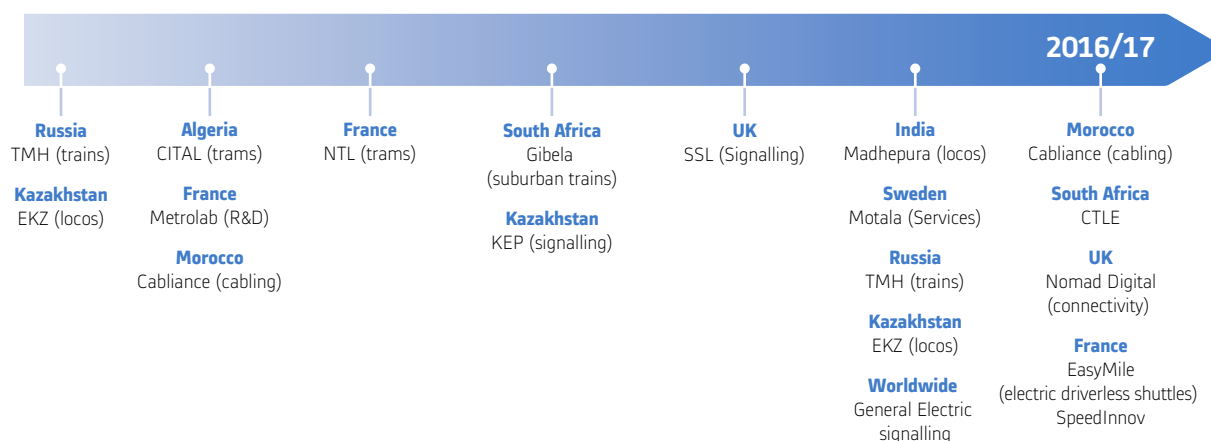 2016/17
Russia
TMH (trains)
Kazakhstan
EKZ (locos)
Algeria
CITAL (trams)
France
Metrolab (R&D)
Morocco
Cabliance (cabling)
France
NTL (trams)
South Africa
Gibela
(suburban trains)
Kazakhstan
KEP (signalling)
UK
SSL (Signalling)
India
Madhepura (locos)
Sweden
Motala (Services)
Russia
TMH (trains)
Kazakhstan
EKZ (locos)
Worldwide
General Electric
signalling
Morocco
Cabliance (cabling)
South Africa
CTLE
UK
Nomad Digital
(connectivity)
France
EasyMile
(electric driverless shuttles)
SpeedInnov